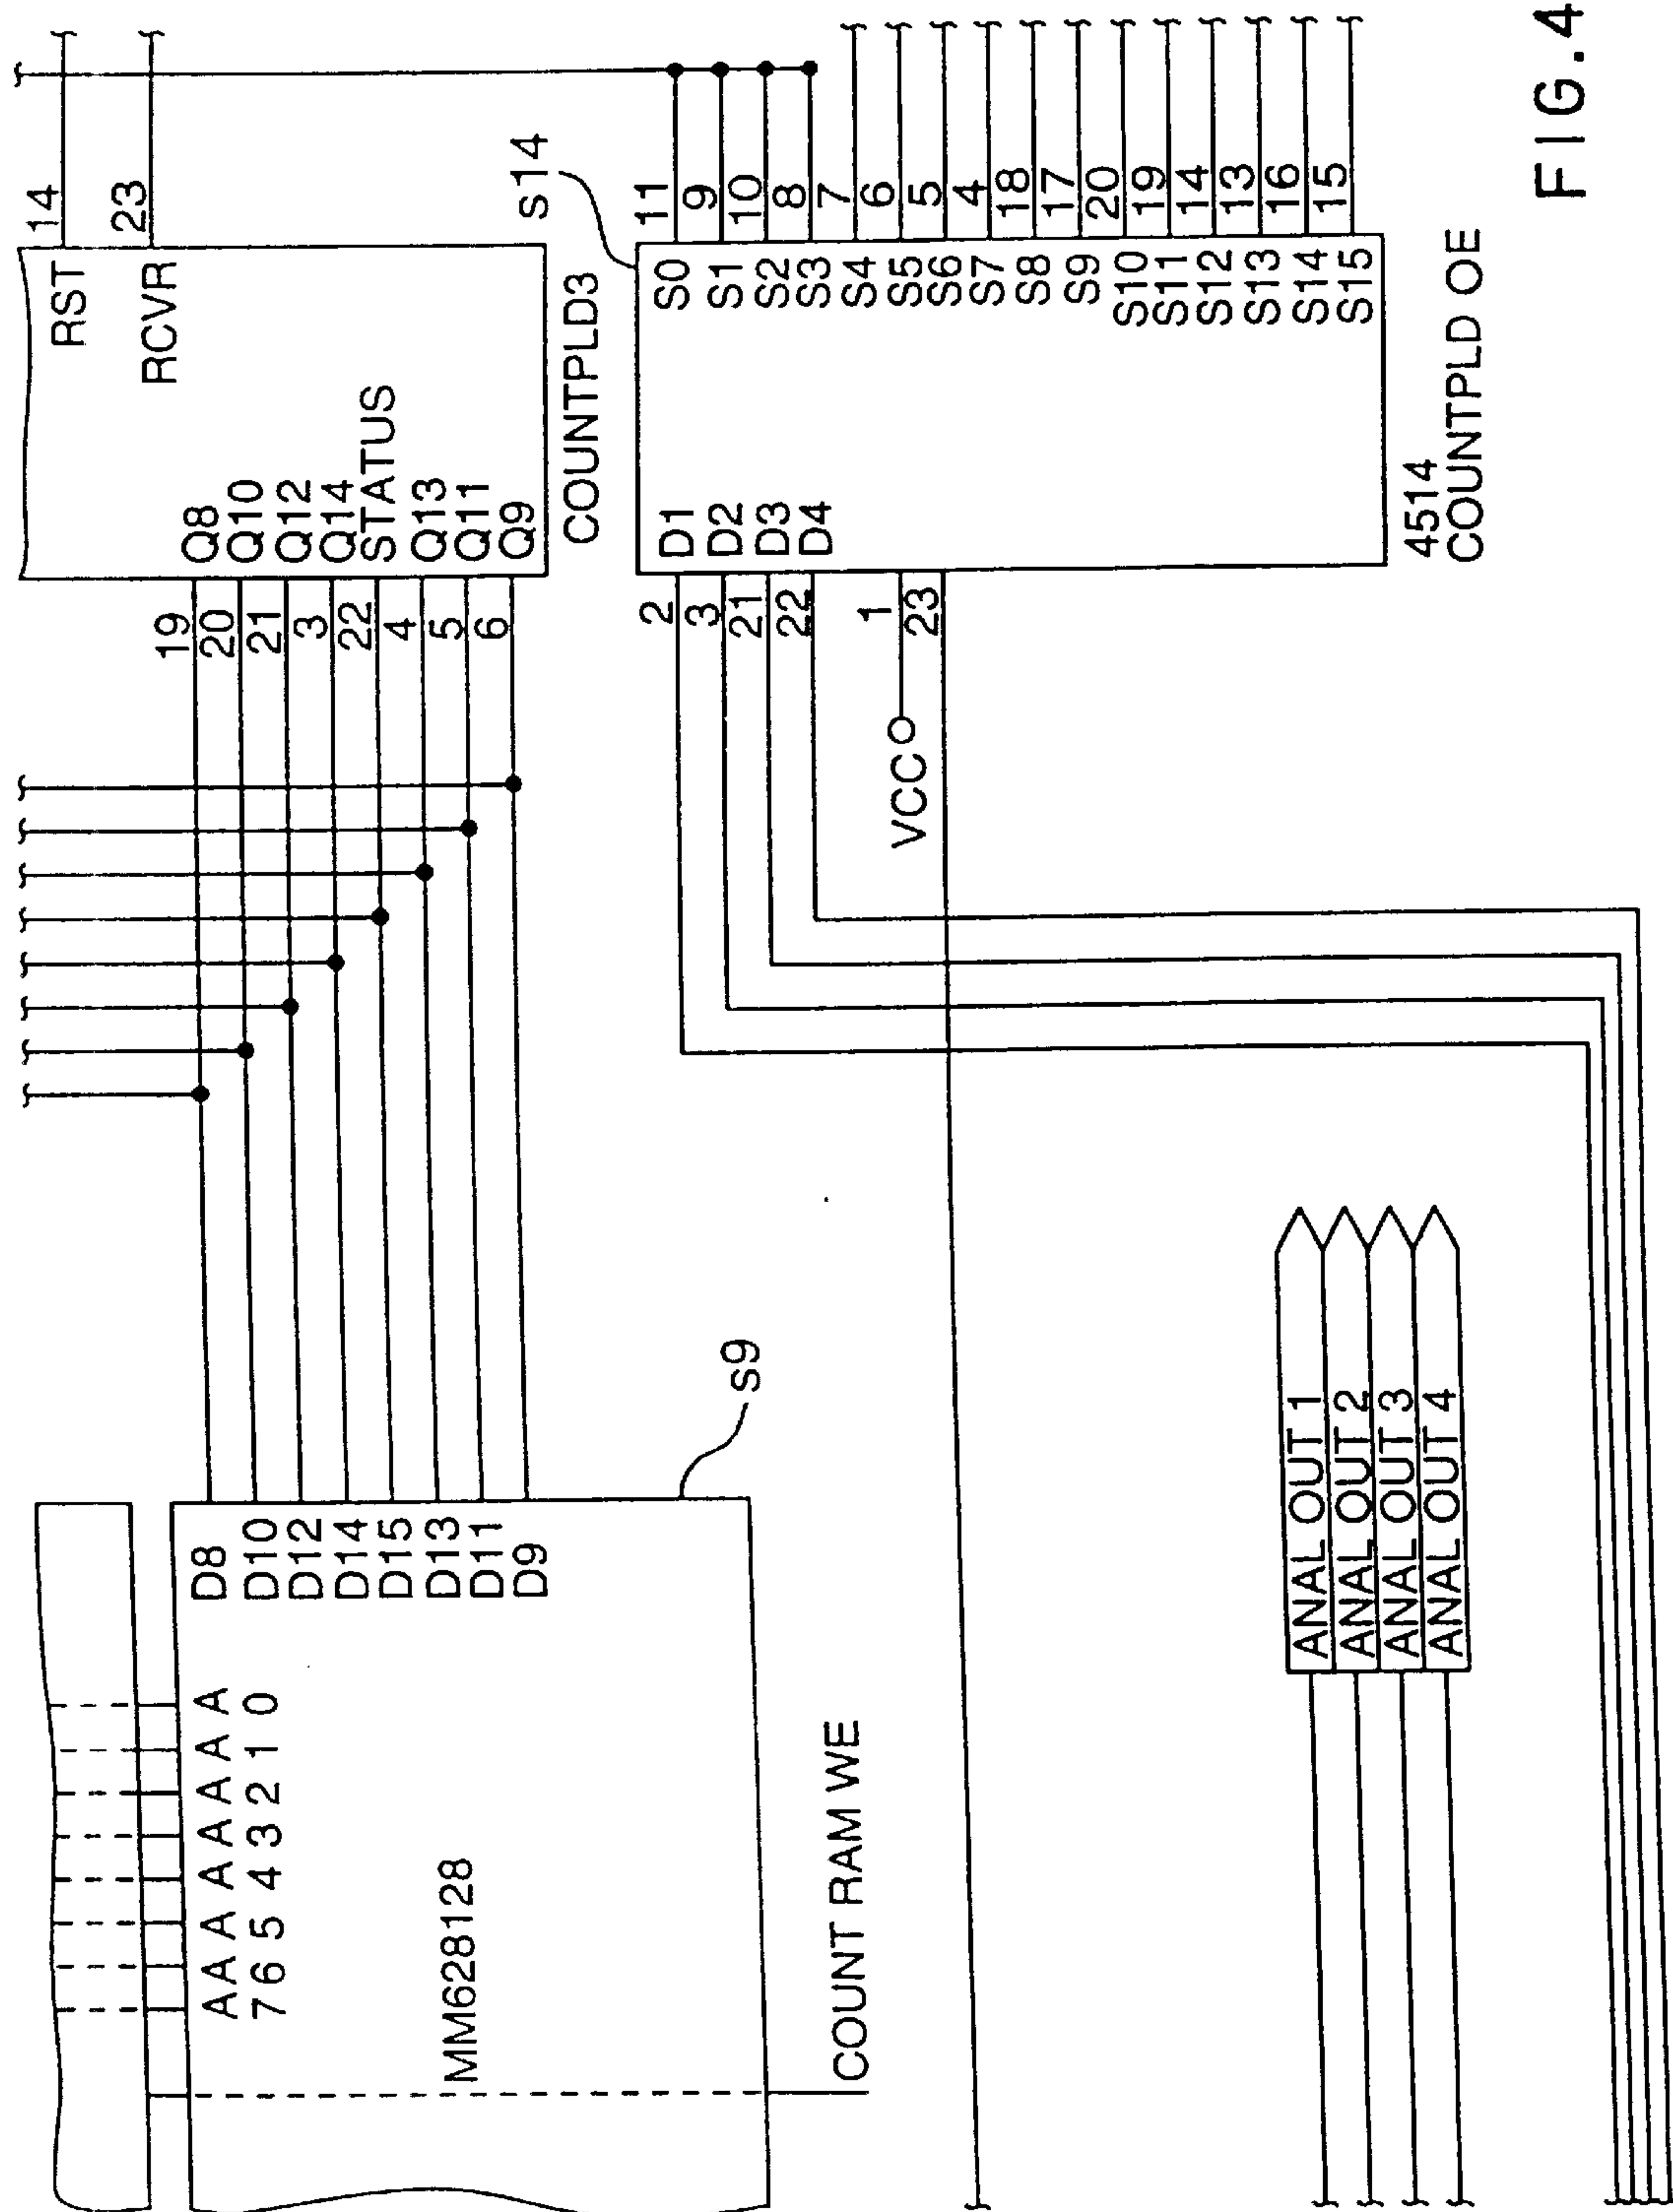 14
RST
23
RCVR
Q8
Q10
Q12
Q14
STATUS
Q13
Q11
Q9
19
20
21
3
22
4
5
6
COUNTPLD3
s14
11
9
10
8
7
6
5
4
18
17
20
19
14
13
16
15
S0
S1
S2
S3
S4
S5
S6
S7
S8
S9
S10
S11
S12
S13
S14
S15
D1
D2
D3
D4
2
3
21
22
1
23
VCC
4514
COUNTPLD OE
D8
D10
D12
D14
D15
D13
D11
D9
A A A A A A A A
7 6 5 4 3 2 1 0
MM628128
s9
COUNT RAM WE
ANAL OUT 1
ANAL OUT 2
ANAL OUT 3
ANAL OUT 4
FIG.4